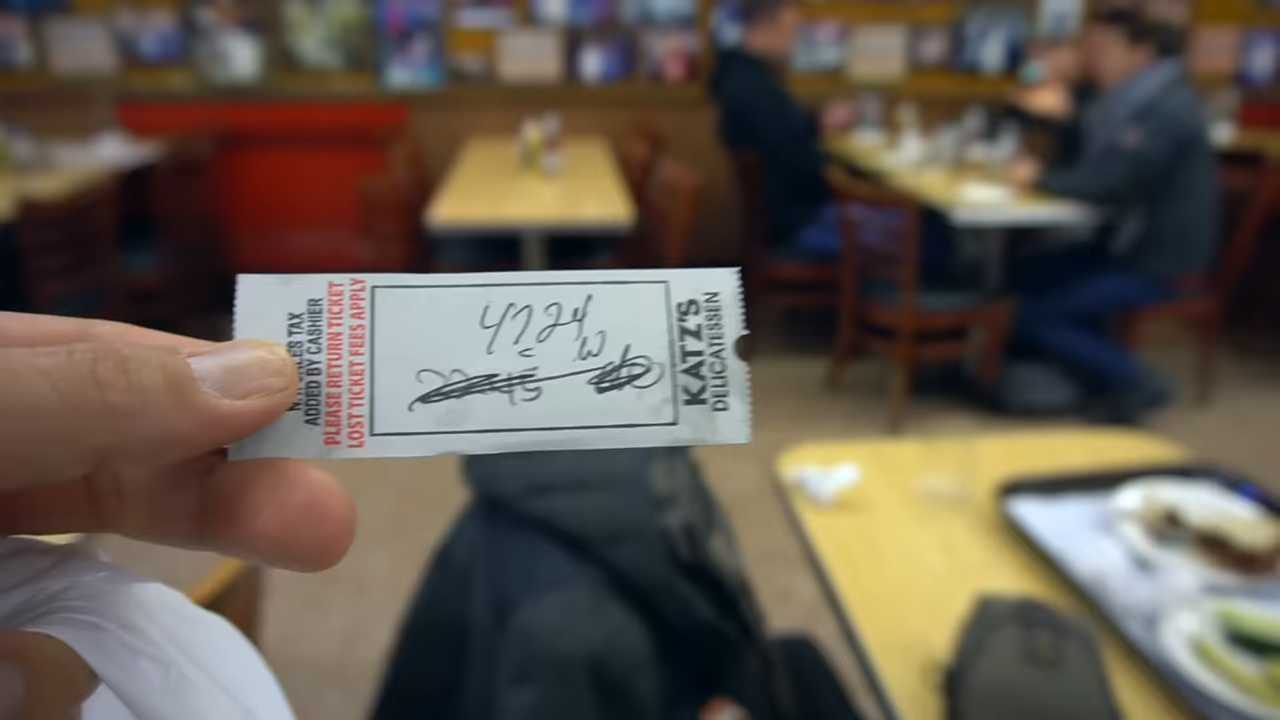 N.Y. SALES TAX
ADDED BY CASHIER
PLEASE RETURN TICKET
LOST TICKET FEES APPLY
4724
W
KATZ'S
DELICATESSEN